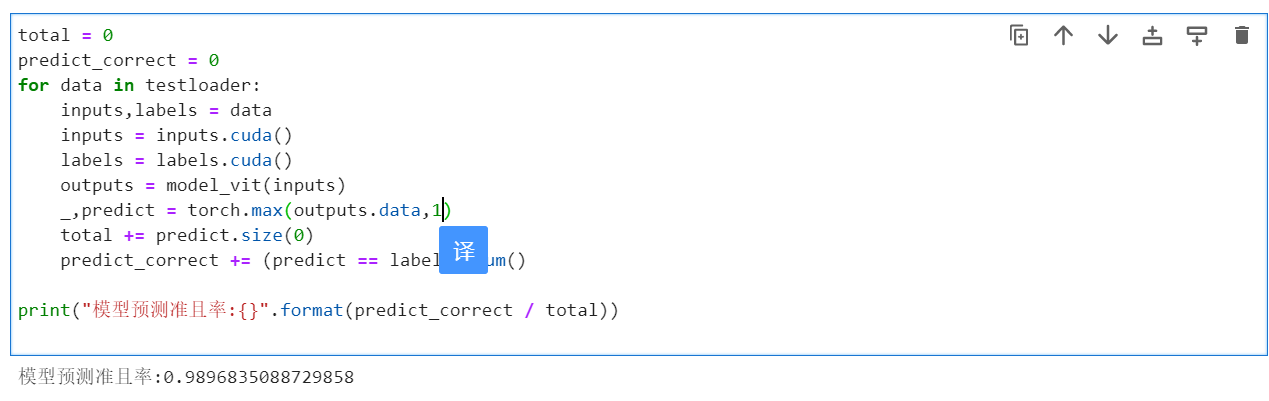 total = 0
predict_correct = 0
for data in testloader:
    inputs,labels = data
    inputs = inputs.cuda()
    labels = labels.cuda()
    outputs = model_vit(inputs)
    _,predict = torch.max(outputs.data,1)
    total += predict.size(0)
译
    predict_correct += (predict == label um()
print("模型预测准且率:{}".format(predict_correct / total))
模型预测准且率:0.9896835088729858